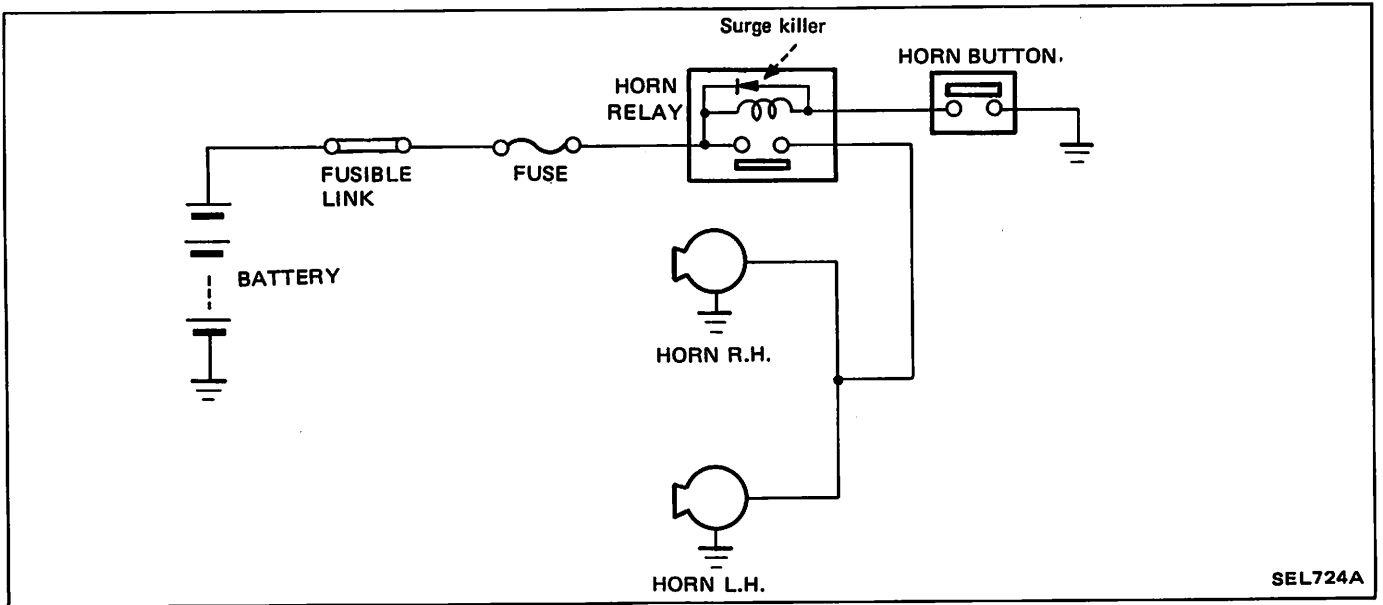 Surge killer
HORN BUTTON.
HORN
RELAY
FUSIBLE
LINK
FUSE
BATTERY
HORN R.H.
HORN L.H.
SEL724A